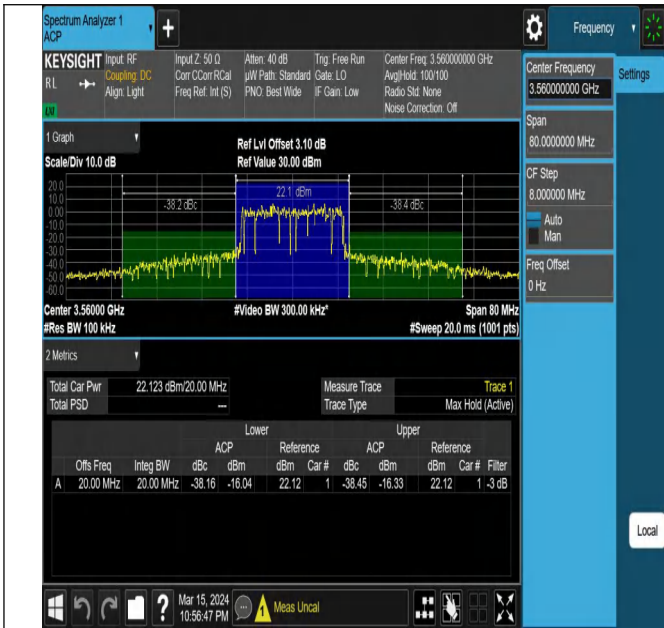 Spectrum Analyzer 1
ACP
+
Frequency
KEYSIGHT
RL
LXI
Input: RF
Coupling: DC
Align: Light
Input Z: 50 Ω
Corr CCorr RCal
Freq Ref: Int (S)
Atten: 40 dB
µW Path: Standard
PNO: Best Wide
Trig: Free Run
Gate: LO
IF Gain: Low
Center Freq: 3.560000000 GHz
Avg|Hold: 100/100
Radio Std: None
Noise Correction: Off
Center Frequency
3.560000000 GHz
Settings
Span
80.0000000 MHz
CF Step
8.000000 MHz
Auto
Man
Freq Offset
0 Hz
1 Graph
Scale/Div 10.0 dB
Ref Lvl Offset 3.10 dB
Ref Value 30.00 dBm
20.0
10.0
0.00
-10.0
-20.0
-30.0
-40.0
-50.0
-60.0
-38.2 dBc
22.1 dBm
-38.4 dBc
Center 3.56000 GHz
#Video BW 300.00 kHz*
Span 80 MHz
#Res BW 100 kHz
#Sweep 20.0 ms (1001 pts)
2 Metrics
Total Car Pwr 22.123 dBm/20.00 MHz
Total PSD ---
Measure Trace Trace 1
Trace Type Max Hold (Active)
Lower Upper
ACP Reference ACP Reference
Offs Freq Integ BW dBc dBm dBm Car # dBc dBm dBm Car # Filter
A 20.00 MHz 20.00 MHz -38.16 -16.04 22.12 1 -38.45 -16.33 22.12 1 -3 dB
Local
?
Mar 15, 2024
10:56:47 PM
1
Meas Uncal